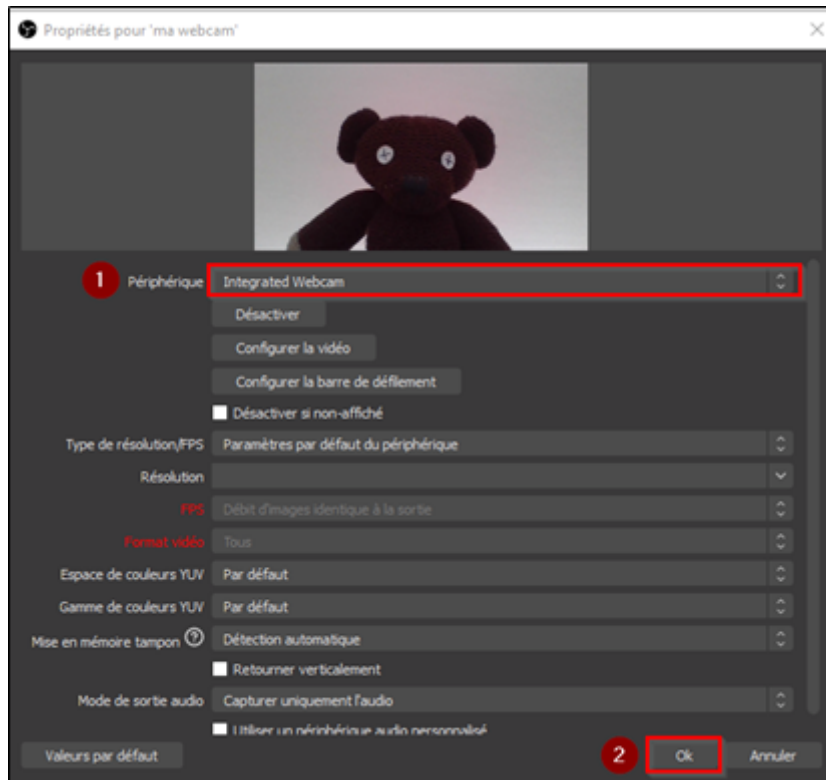 Propriétés pour 'ma webcam'
1 Périphérique Integrated Webcam
Désactiver
Configurer la vidéo
Configurer la barre de défilement
Désactiver si non-affiché
Type de résolution/FPS Paramètres par défaut du périphérique
Résolution
FPS Débit d'images identique à la sortie
Format vidéo Tous
Espace de couleurs YUV Par défaut
Gamme de couleurs YUV Par défaut
Mise en mémoire tampon ? Détection automatique
Retourner verticalement
Mode de sortie audio Capturer uniquement l'audio
Utiliser un périphérique audio personnalisé
Valeurs par défaut 2 Ok Annuler